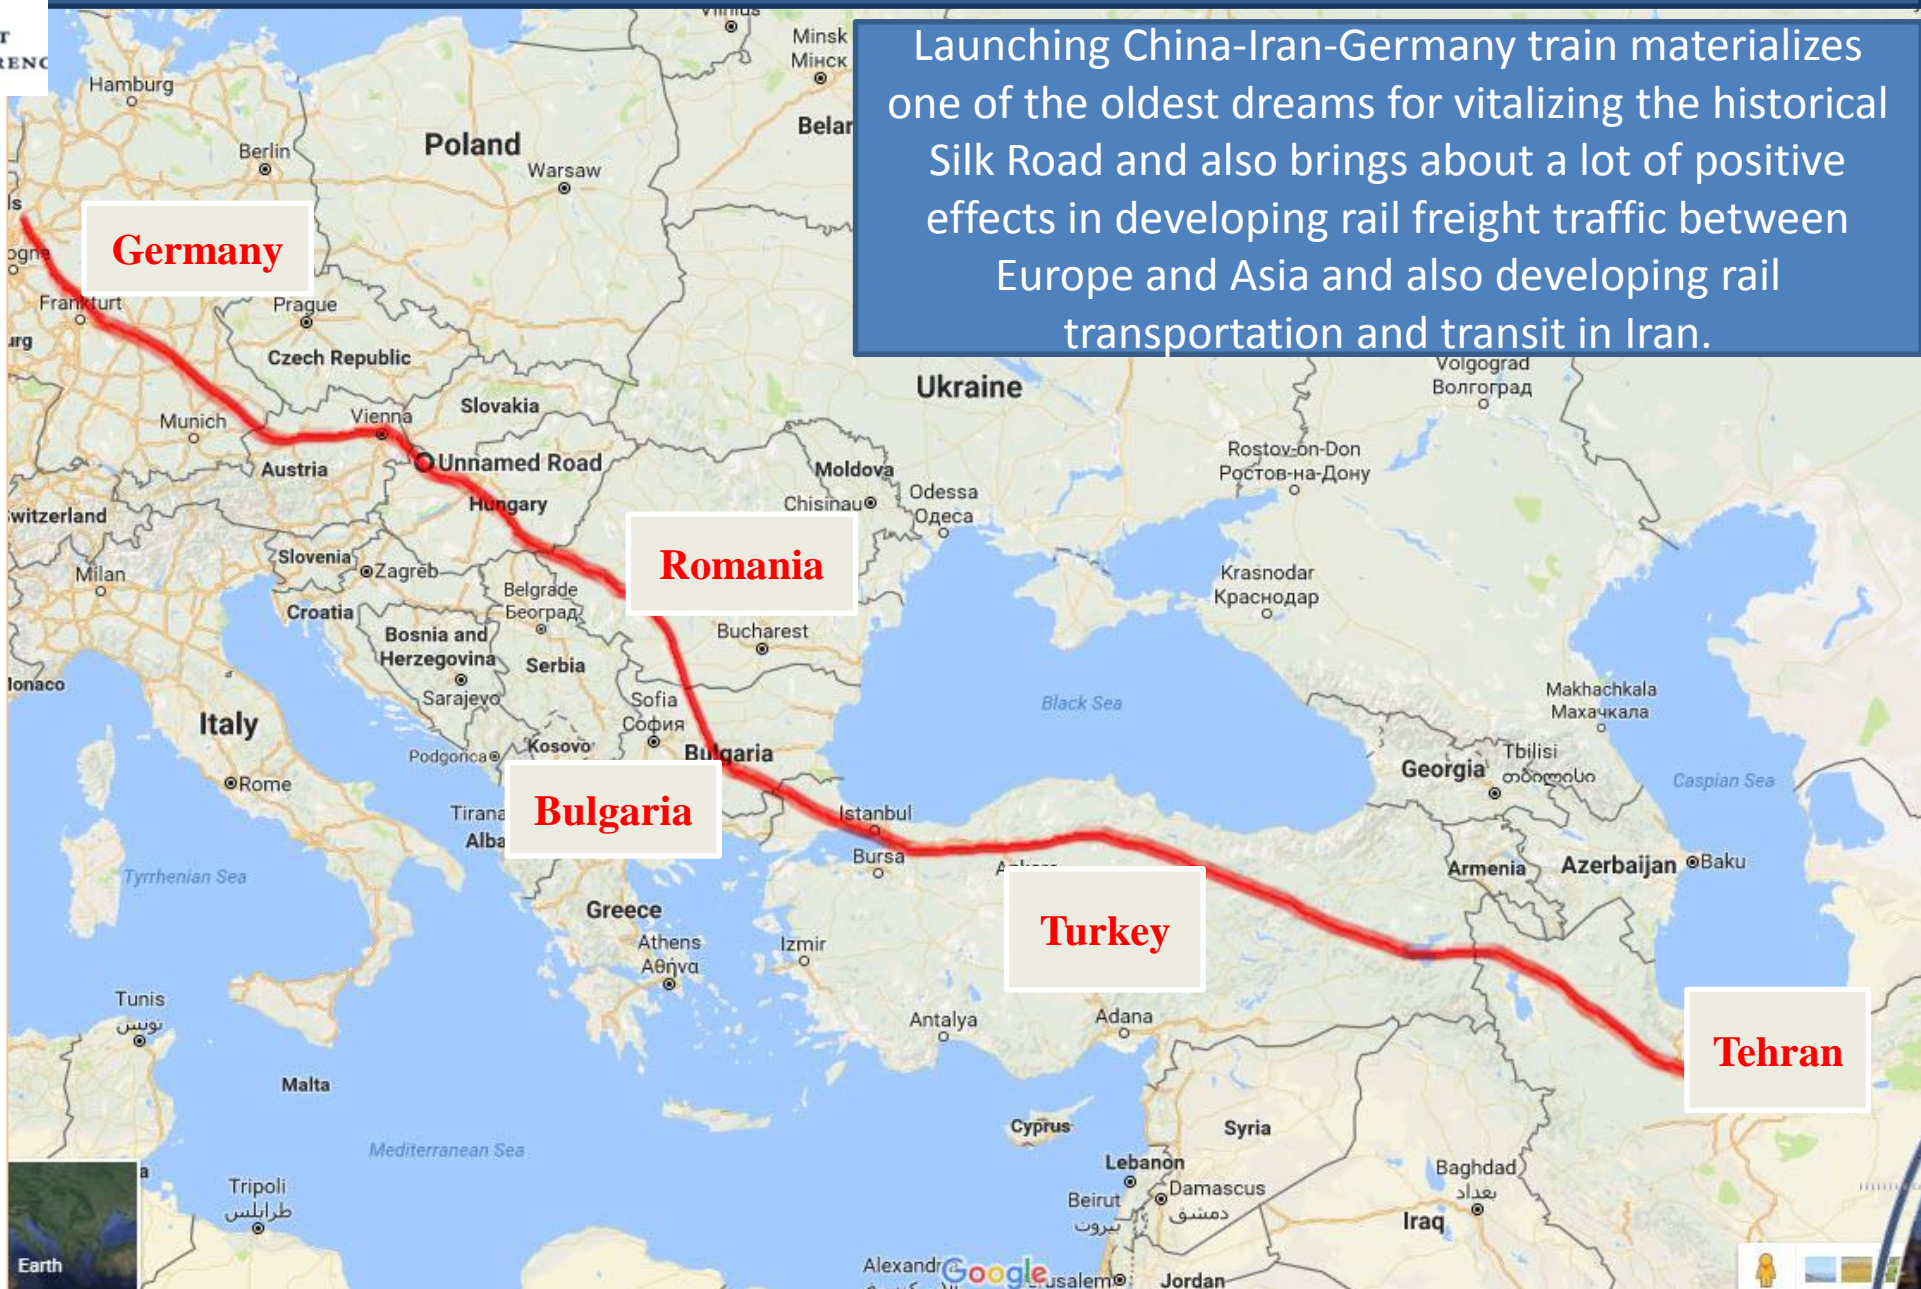 Launching China-Iran-Germany train materializes
one of the oldest dreams for vitalizing the historical
Silk Road and also brings about a lot of positive
effects in developing rail freight traffic between
Europe and Asia and also developing rail
transportation and transit in Iran.
Vilnius
Minsk
Мінск
Hamburg
Belar
Poland
Berlin
Warsaw
Germany
Frankfurt
Prague
Czech Republic
Volgograd
Волгоград
Ukraine
Slovakia
Munich
Vienna
Unnamed Road
Austria
Rostov-on-Don
Ростов-на-Дону
Moldova
Hungary
Chisinau
Odessa
Одеса
witzerland
Slovenia
Zagreb
Romania
Milan
Belgrade
Београд
Krasnodar
Краснодар
Croatia
Bosnia and
Herzegovina
Serbia
Bucharest
Sarajevo
Sofia
София
Black Sea
Makhachkala
Махачкала
lonaco
Italy
Podgorica
Kosovo
Bulgaria
Georgia
Tbilisi
თბილისი
Caspian Sea
Rome
Tirana
Alba
Bulgaria
Istanbul
Bursa
Armenia
Azerbaijan
Baku
Tyrrhenian Sea
Greece
Turkey
Athens
Αθήνα
Izmir
Tunis
تونس
Antalya
Adana
Tehran
Malta
Cyprus
Syria
Mediterranean Sea
Lebanon
Beirut
بيروت
Damascus
دمشق
Baghdad
بغداد
Iraq
Tripoli
طرابلس
Earth
Alexandr
Google
rusalem
Jordan